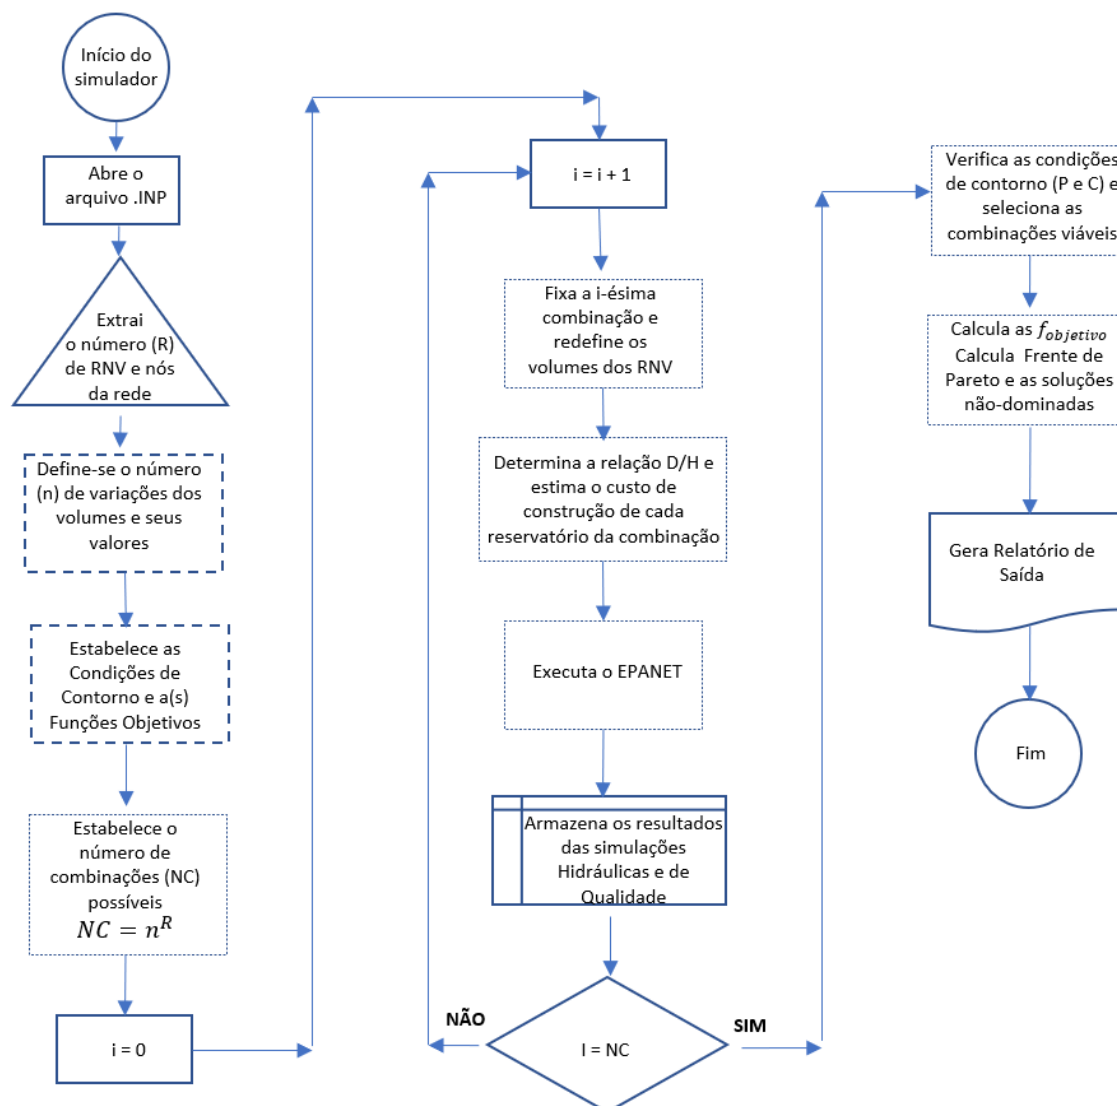 Início do
simulador
Abre o
arquivo .INP
Extrai
o número (R)
de RNV e nós
da rede
Define-se o número
(n) de variações dos
volumes e seus
valores
Estabelece as
Condições de
Contorno e a(s)
Funções Objetivos
Estabelece o
número de
combinações (NC)
possíveis
NC = n^R
i = 0
i = i + 1
Fixa a i-ésima
combinação e
redefine os
volumes dos RNV
Determina a relação D/H e
estima o custo de
construção de cada
reservatório da combinação
Executa o EPANET
Armazena os resultados
das simulações
Hidráulicas e de
Qualidade
I = NC
NÃO
SIM
Verifica as condições
de contorno (P e C) e
seleciona as
combinações viáveis
Calcula as f_objetivo
Calcula Frente de
Pareto e as soluções
não-dominadas
Gera Relatório de
Saída
Fim